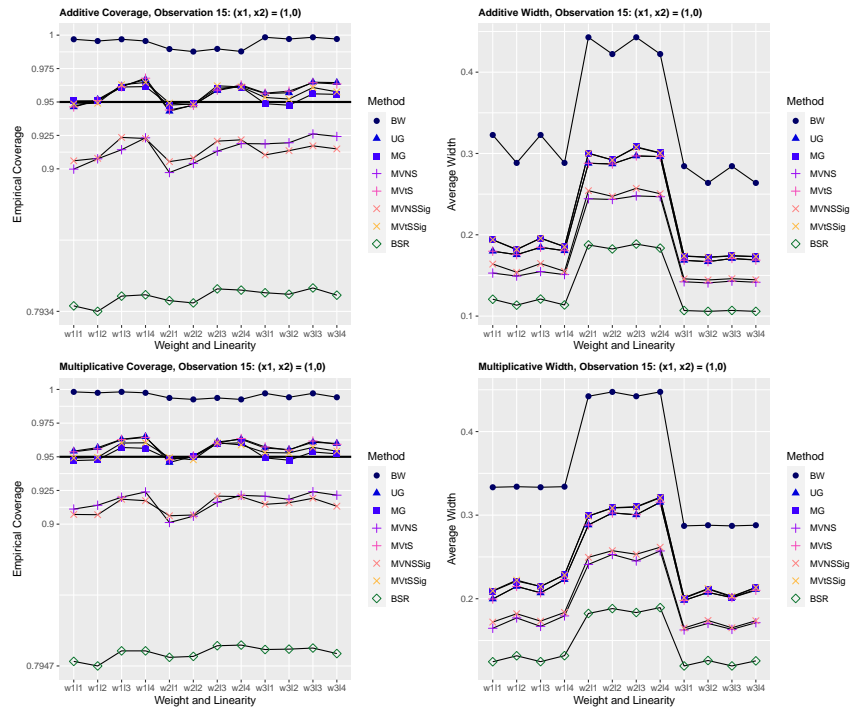 Additive Coverage, Observation 15: (x1, x2) = (1,0)
Empirical Coverage
1
0.975
0.95
0.925
0.9
0.7934
w1l1 w1l2 w1l3 w1l4 w2l1 w2l2 w2l3 w2l4 w3l1 w3l2 w3l3 w3l4
Weight and Linearity
Method
BW
UG
MG
MVNS
MVtS
MVNSSig
MVtSSig
BSR
Additive Width, Observation 15: (x1, x2) = (1,0)
Average Width
0.4
0.3
0.2
0.1
w1l1 w1l2 w1l3 w1l4 w2l1 w2l2 w2l3 w2l4 w3l1 w3l2 w3l3 w3l4
Weight and Linearity
Method
BW
UG
MG
MVNS
MVtS
MVNSSig
MVtSSig
BSR
Multiplicative Coverage, Observation 15: (x1, x2) = (1,0)
Empirical Coverage
1
0.975
0.95
0.925
0.9
0.7947
w1l1 w1l2 w1l3 w1l4 w2l1 w2l2 w2l3 w2l4 w3l1 w3l2 w3l3 w3l4
Weight and Linearity
Method
BW
UG
MG
MVNS
MVtS
MVNSSig
MVtSSig
BSR
Multiplicative Width, Observation 15: (x1, x2) = (1,0)
Average Width
0.4
0.3
0.2
w1l1 w1l2 w1l3 w1l4 w2l1 w2l2 w2l3 w2l4 w3l1 w3l2 w3l3 w3l4
Weight and Linearity
Method
BW
UG
MG
MVNS
MVtS
MVNSSig
MVtSSig
BSR